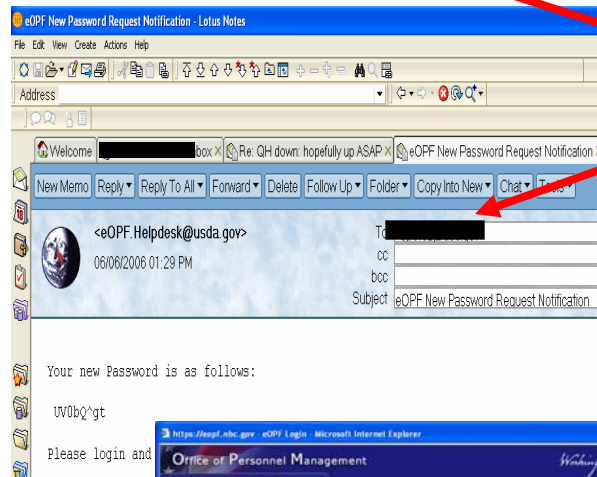 eOPF New Password Request Notification - Lotus Notes
File Edit View Create Actions Help
Address
Welcome box Re: QH down: hopefully up ASAP eOPF New Password Request Notification
New Memo Reply Reply To All Forward Delete Follow Up Folder Copy Into New Chat Tools
<eOPF.Helpdesk@usda.gov>
06/06/2006 01:29 PM
To
cc
bcc
Subject eOPF New Password Request Notification
Your new Password is as follows:
UV0bQ^gt
Please login and
https://eopf.nbc.gov - eOPF Login - Microsoft Internet Explorer
Office of Personnel Management
Working